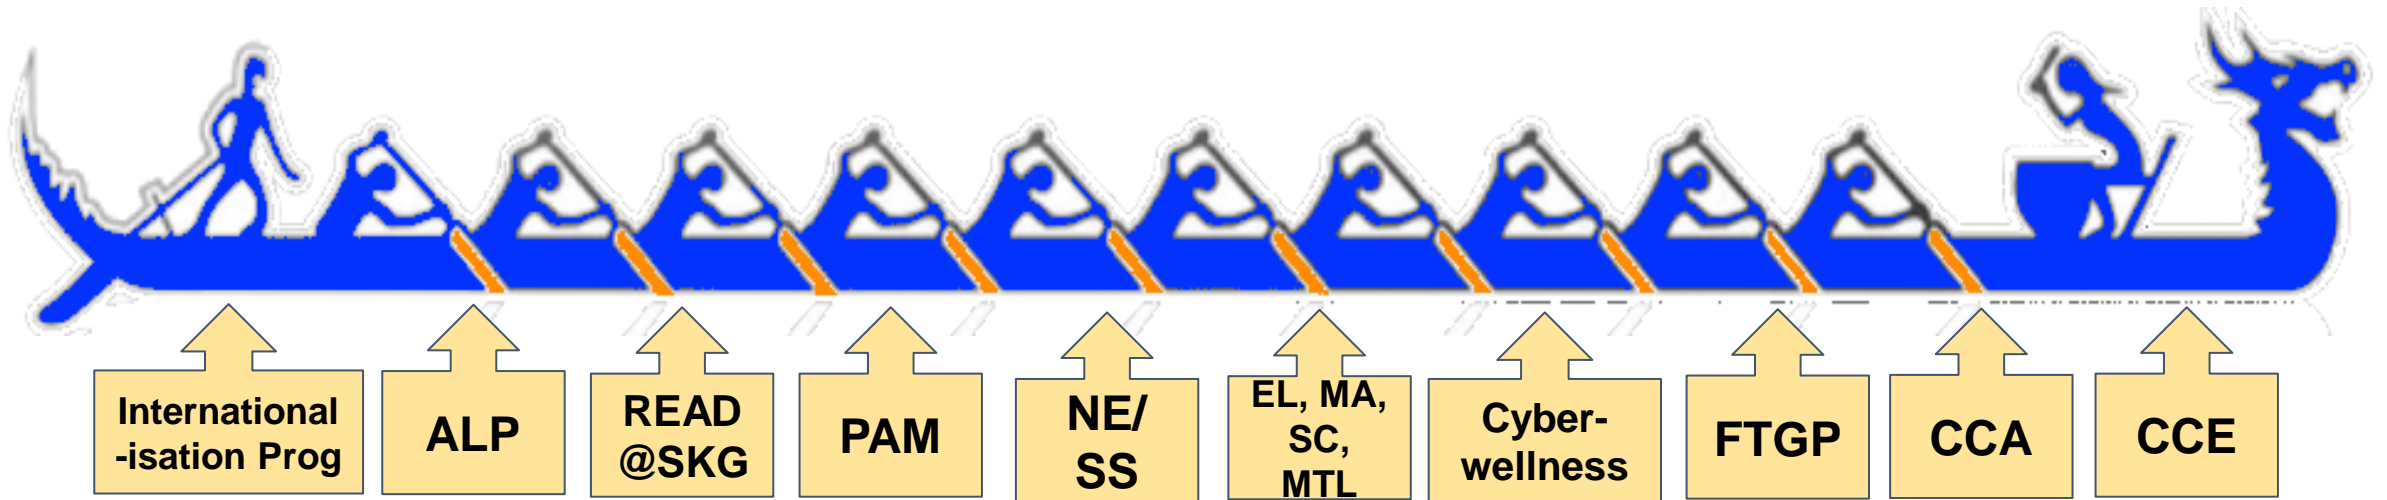 International
-isation Prog
ALP
READ
@SKG
PAM
NE/
SS
EL, MA,
SC,
MTL
Cyber-
wellness
FTGP
CCA
CCE